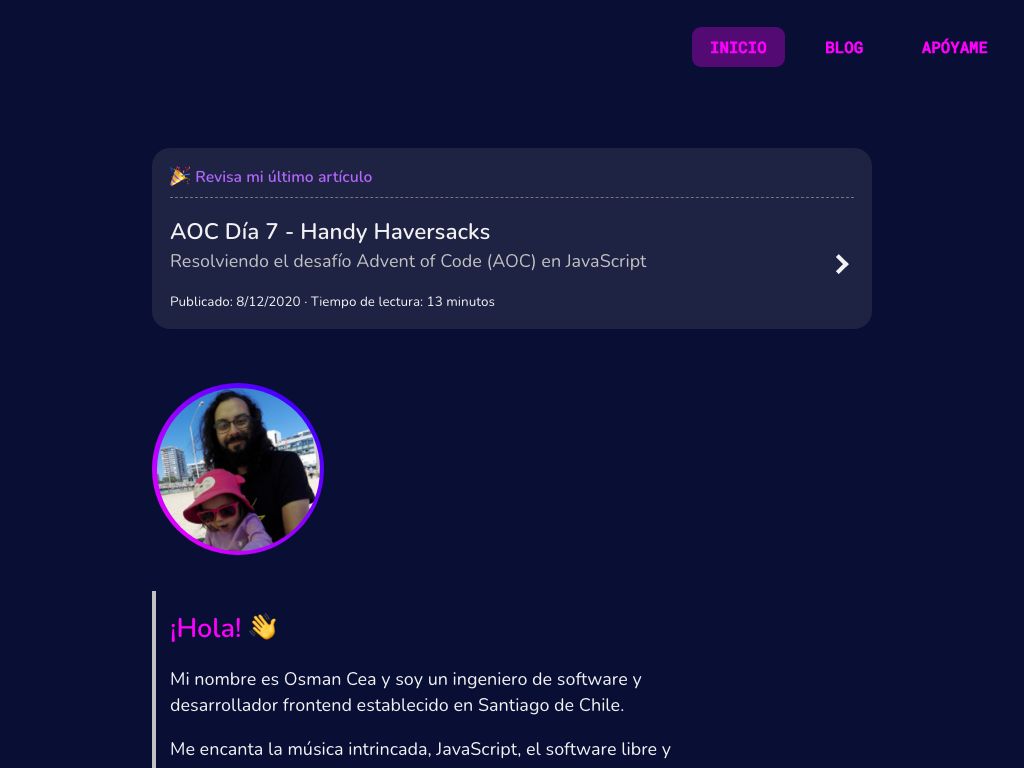 INICIO BLOG APÓYAME
🎉 Revisa mi último artículo
AOC Día 7 - Handy Haversacks
Resolviendo el desafío Advent of Code (AOC) en JavaScript
Publicado: 8/12/2020 · Tiempo de lectura: 13 minutos
¡Hola! 👋
Mi nombre es Osman Cea y soy un ingeniero de software y
desarrollador frontend establecido en Santiago de Chile.
Me encanta la música intrincada, JavaScript, el software libre y